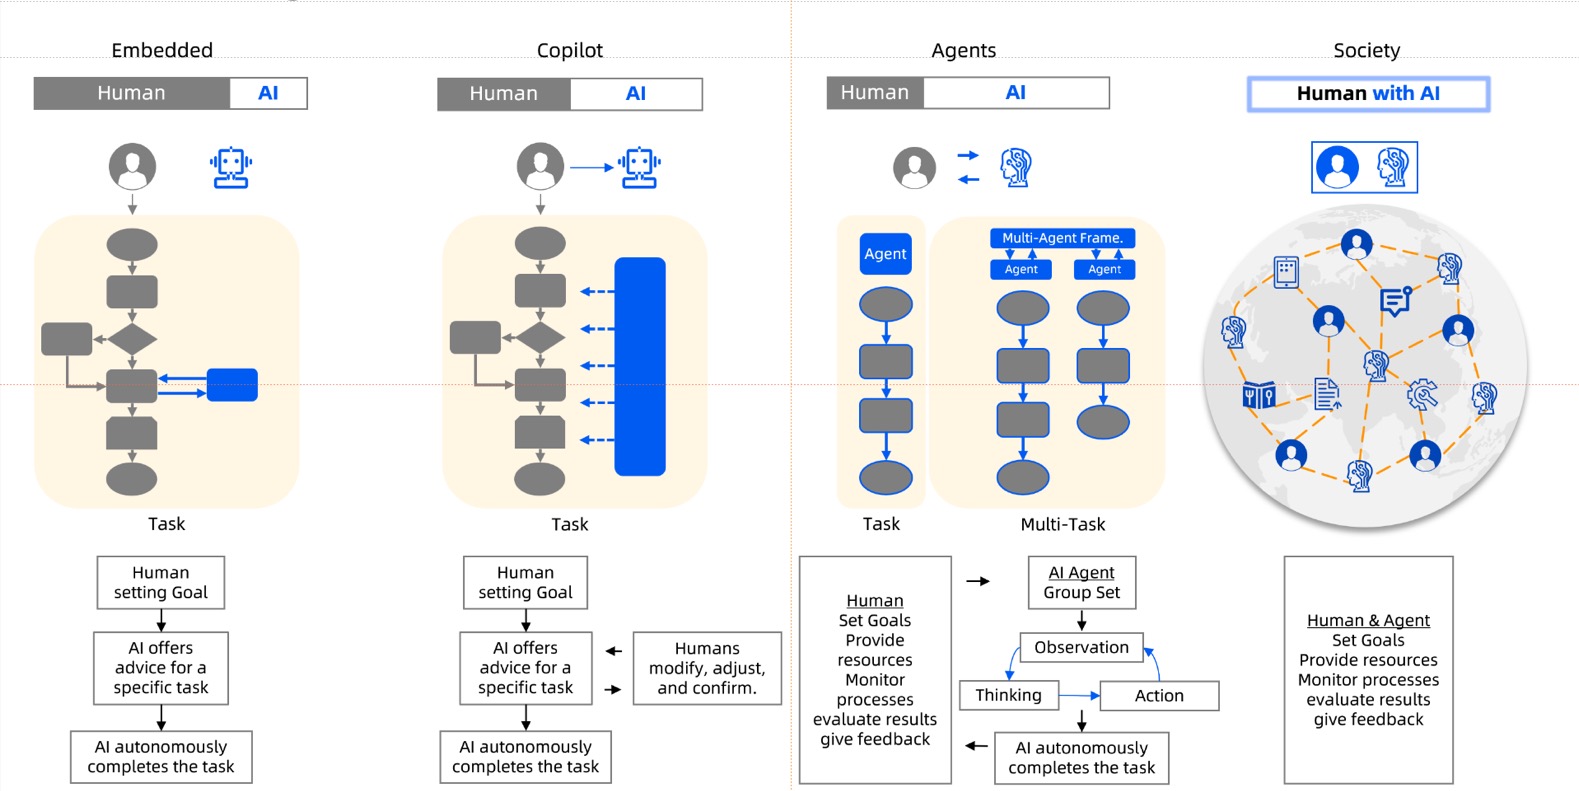 Embedded
Human
AI
Task
Human
setting Goal
AI offers
advice for a
specific task
AI autonomously
completes the task
Copilot
Human
AI
Task
Human
setting Goal
AI offers
advice for a
specific task
Humans
modify, adjust,
and confirm.
AI autonomously
completes the task
Agents
Human
AI
Agent
Multi-Agent Frame.
Agent
Agent
Task
Multi-Task
Human
Set Goals
Provide
resources
Monitor
processes
evaluate results
give feedback
AI Agent
Group Set
Observation
Thinking
Action
AI autonomously
completes the task
Society
Human with AI
Human & Agent
Set Goals
Provide resources
Monitor processes
evaluate results
give feedback